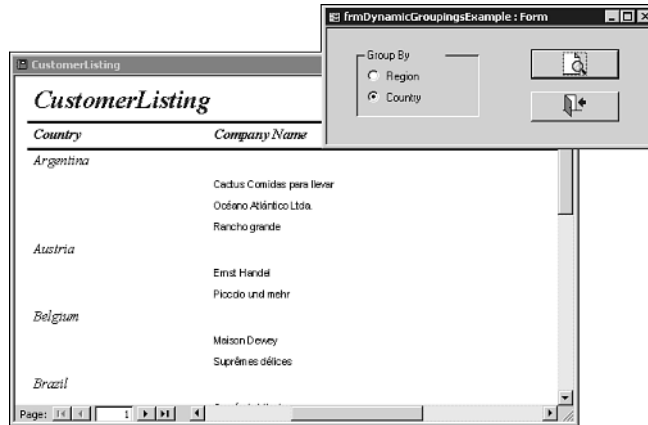 frmDynamicGroupingsExample : Form
Group By
Region
Country
CustomerListing
CustomerListing
Country Company Name
Argentina
Cactus Comidas para llevar
Océano Atlántico Ltda.
Rancho grande
Austria
Ernst Handel
Piccolo und mehr
Belgium
Maison Dewey
Suprêmes délices
Brazil
Page: 1